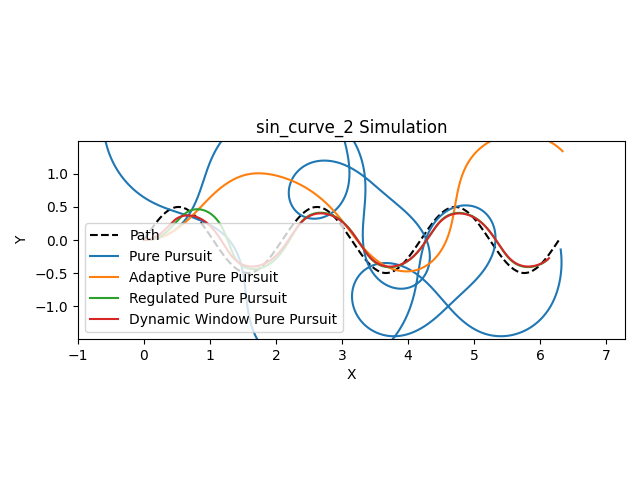 sin_curve_2 Simulation
Y
1.0
0.5
0.0
−0.5
−1.0
Path
Pure Pursuit
Adaptive Pure Pursuit
Regulated Pure Pursuit
Dynamic Window Pure Pursuit
−1 0 1 2 3 4 5 6 7
X